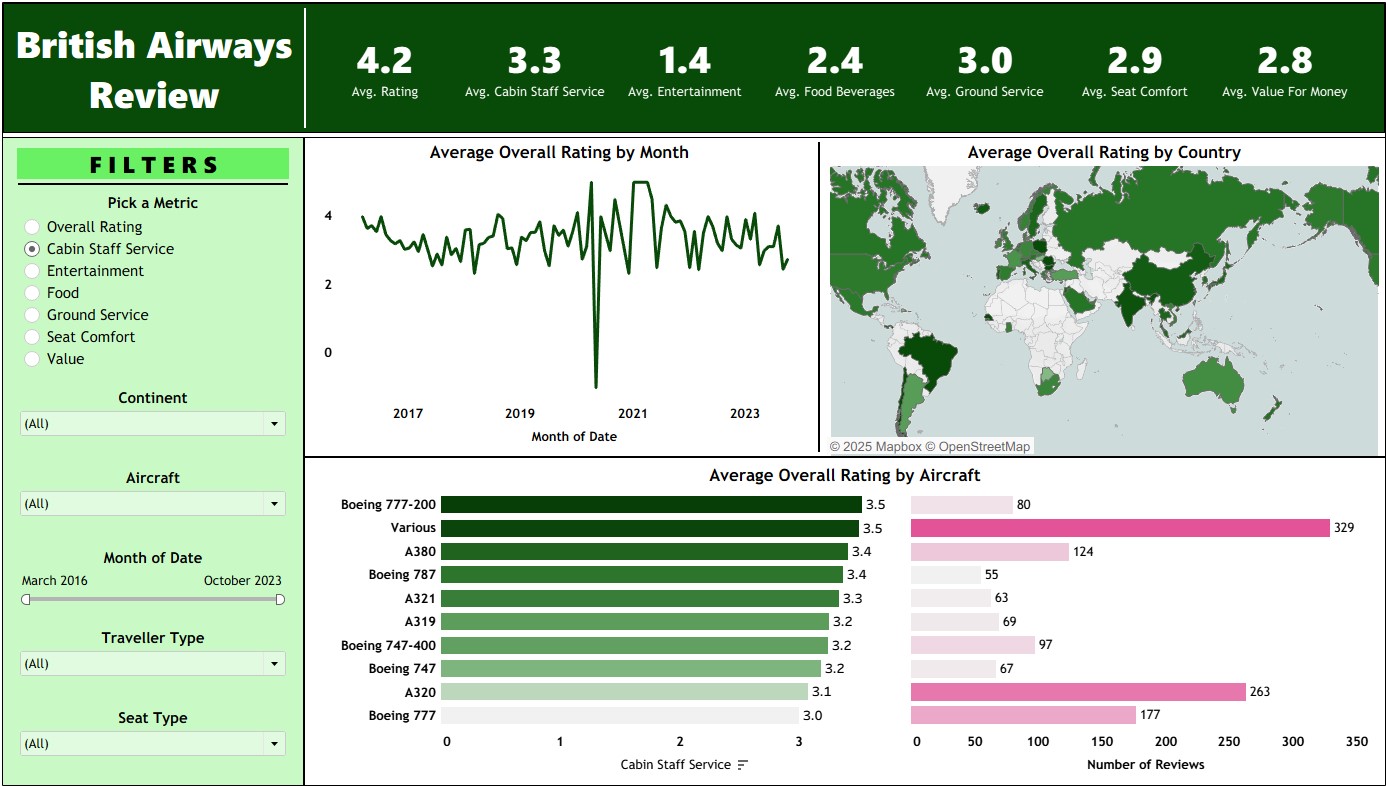 British Airways
Review
4.2
Avg. Rating
3.3
Avg. Cabin Staff Service
1.4
Avg. Entertainment
2.4
Avg. Food Beverages
3.0
Avg. Ground Service
2.9
Avg. Seat Comfort
2.8
Avg. Value For Money
FILTERS
Pick a Metric
Overall Rating
Cabin Staff Service
Entertainment
Food
Ground Service
Seat Comfort
Value
Continent
(All)
Aircraft
(All)
Month of Date
March 2016 October 2023
Traveller Type
(All)
Seat Type
(All)
Average Overall Rating by Month
4
2
0
2017 2019 2021 2023
Month of Date
Average Overall Rating by Country
© 2025 Mapbox © OpenStreetMap
Average Overall Rating by Aircraft
Boeing 777-200 3.5 80
Various 3.5 329
A380 3.4 124
Boeing 787 3.4 55
A321 3.3 63
A319 3.2 69
Boeing 747-400 3.2 97
Boeing 747 3.2 67
A320 3.1 263
Boeing 777 3.0 177
0 1 2 3 0 50 100 150 200 250 300 350
Cabin Staff Service Number of Reviews